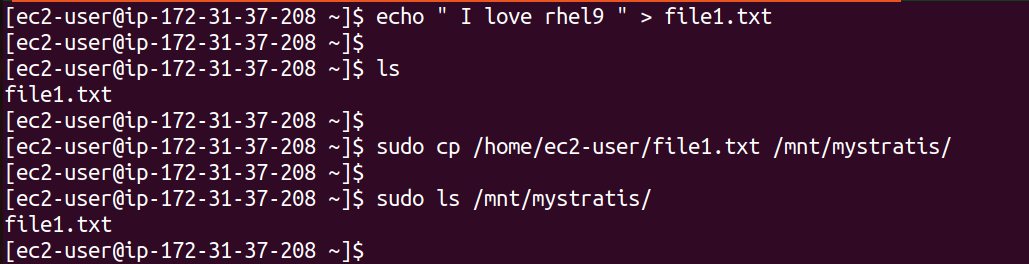 [ec2-user@ip-172-31-37-208 ~]$ echo " I love rhel9 " > file1.txt
[ec2-user@ip-172-31-37-208 ~]$
[ec2-user@ip-172-31-37-208 ~]$ ls
file1.txt
[ec2-user@ip-172-31-37-208 ~]$
[ec2-user@ip-172-31-37-208 ~]$ sudo cp /home/ec2-user/file1.txt /mnt/mystratis/
[ec2-user@ip-172-31-37-208 ~]$
[ec2-user@ip-172-31-37-208 ~]$ sudo ls /mnt/mystratis/
file1.txt
[ec2-user@ip-172-31-37-208 ~]$